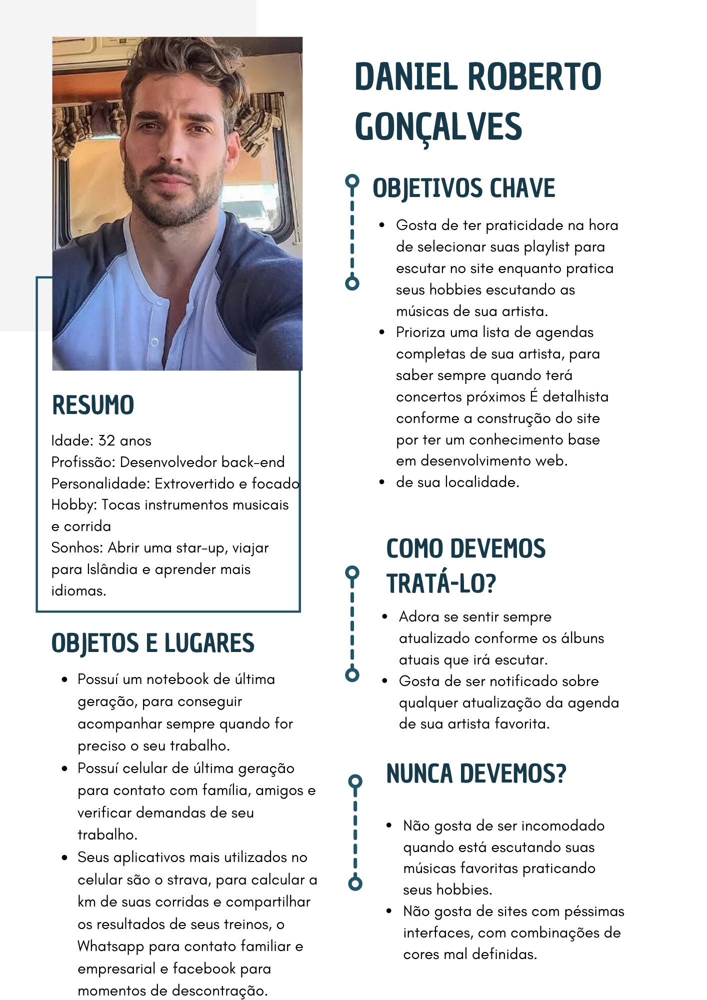 DANIEL ROBERTO
GONÇALVES
RESUMO
Idade: 32 anos
Profissão: Desenvolvedor back-end
Personalidade: Extrovertido e focado
Hobby: Tocas instrumentos musicais
e corrida
Sonhos: Abrir uma star-up, viajar
para Islândia e aprender mais
idiomas.
OBJETOS E LUGARES
• Possuí um notebook de última
geração, para conseguir
acompanhar sempre quando for
preciso o seu trabalho.
• Possuí celular de última geração
para contato com família, amigos e
verificar demandas de seu
trabalho.
• Seus aplicativos mais utilizados no
celular são o strava, para calcular a
km de suas corridas e compartilhar
os resultados de seus treinos, o
Whatsapp para contato familiar e
empresarial e facebook para
momentos de descontração.
OBJETIVOS CHAVE
• Gosta de ter praticidade na hora
de selecionar suas playlist para
escutar no site enquanto pratica
seus hobbies escutando as
músicas de sua artista.
• Prioriza uma lista de agendas
completas de sua artista, para
saber sempre quando terá
concertos próximos É detalhista
conforme a construção do site
por ter um conhecimento base
em desenvolvimento web.
• de sua localidade.
COMO DEVEMOS
TRATÁ-LO?
• Adora se sentir sempre
atualizado conforme os álbuns
atuais que irá escutar.
• Gosta de ser notificado sobre
qualquer atualização da agenda
de sua artista favorita.
NUNCA DEVEMOS?
• Não gosta de ser incomodado
quando está escutando suas
músicas favoritas praticando
seus hobbies.
• Não gosta de sites com péssimas
interfaces, com combinações de
cores mal definidas.